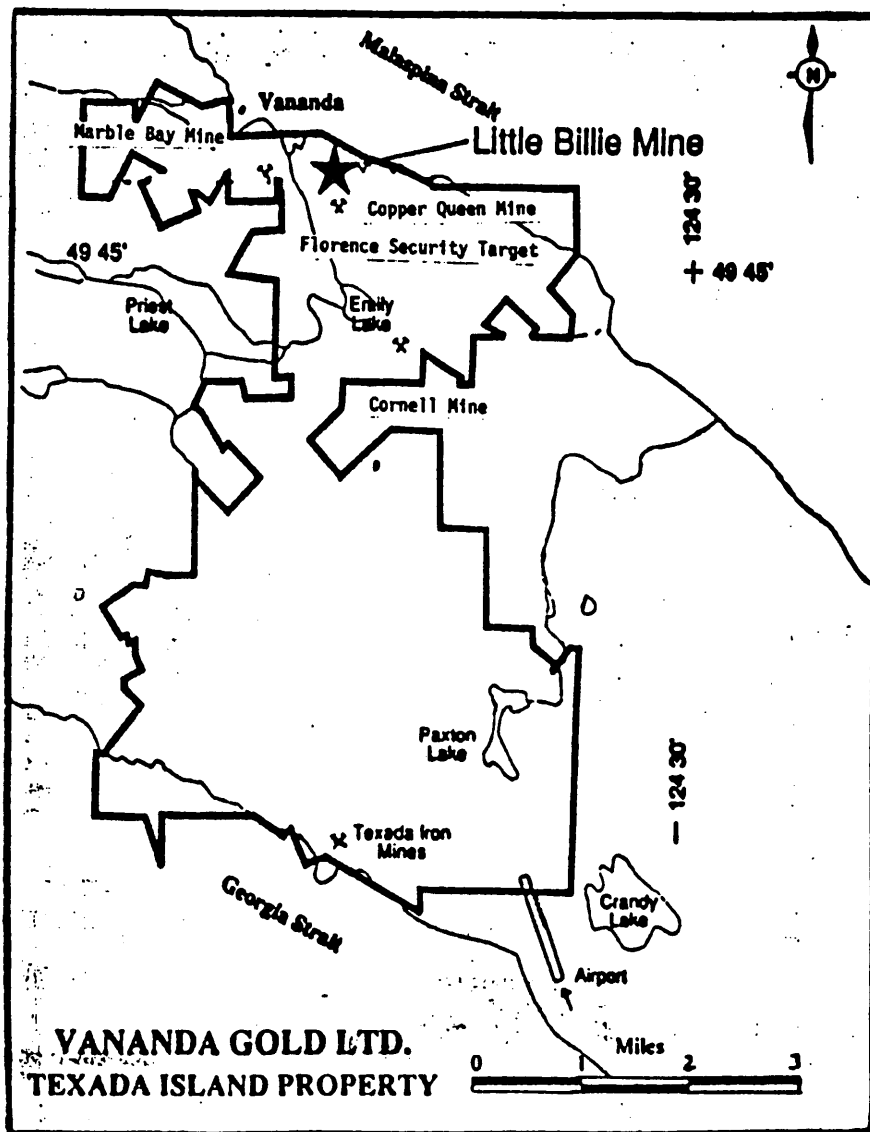 Malaspina Strait
N
Vananda
Marble Bay Mine
Little Billie Mine
Copper Queen Mine
124 30'
49 45'
Florence Security Target
+ 49 45'
Priest
Lake
Emily
Lake
Cornell Mine
Paxton
Lake
124 30'
Texada Iron
Mines
Georgia Strait
Crandy
Lake
Airport
VANANDA GOLD LTD.
TEXADA ISLAND PROPERTY
Miles
0 1 2 3